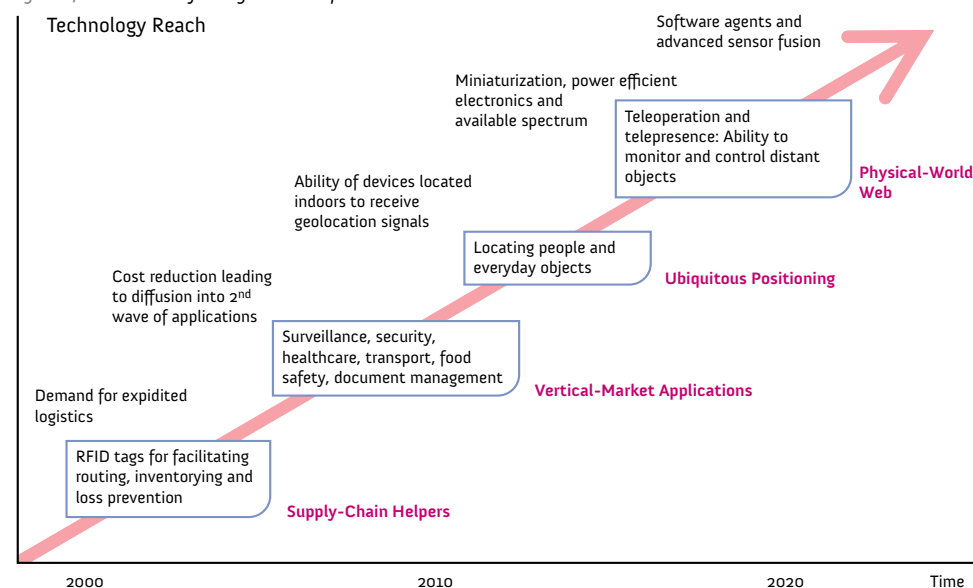 Technology Reach
Software agents and
advanced sensor fusion
Miniaturization, power efficient
electronics and
available spectrum
Teleoperation and
telepresence: Ability to
monitor and control distant
objects
Physical-World
Web
Ability of devices located
indoors to receive
geolocation signals
Locating people and
everyday objects
Ubiquitous Positioning
Cost reduction leading
to diffusion into 2nd
wave of applications
Surveillance, security,
healthcare, transport, food
safety, document management
Vertical-Market Applications
Demand for expidited
logistics
RFID tags for facilitating
routing, inventorying and
loss prevention
Supply-Chain Helpers
2000 2010 2020 Time